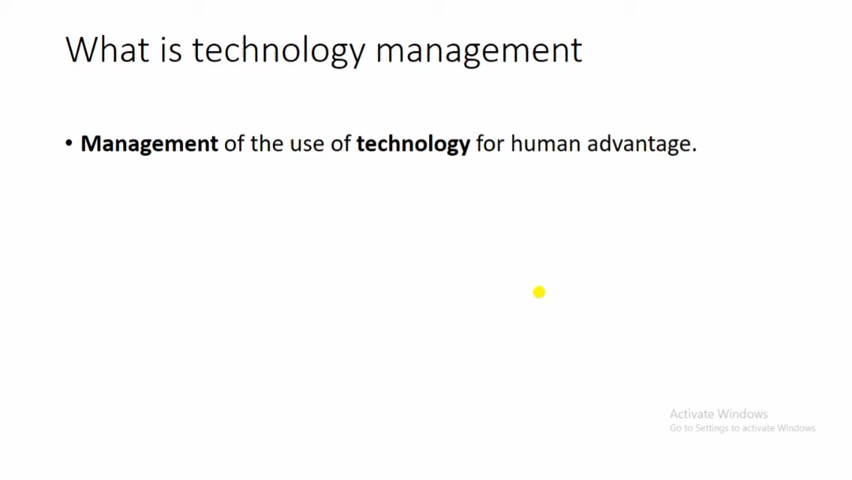 What is technology management
• Management of the use of technology for human advantage.
Activate Windows
Go to Settings to activate Windows